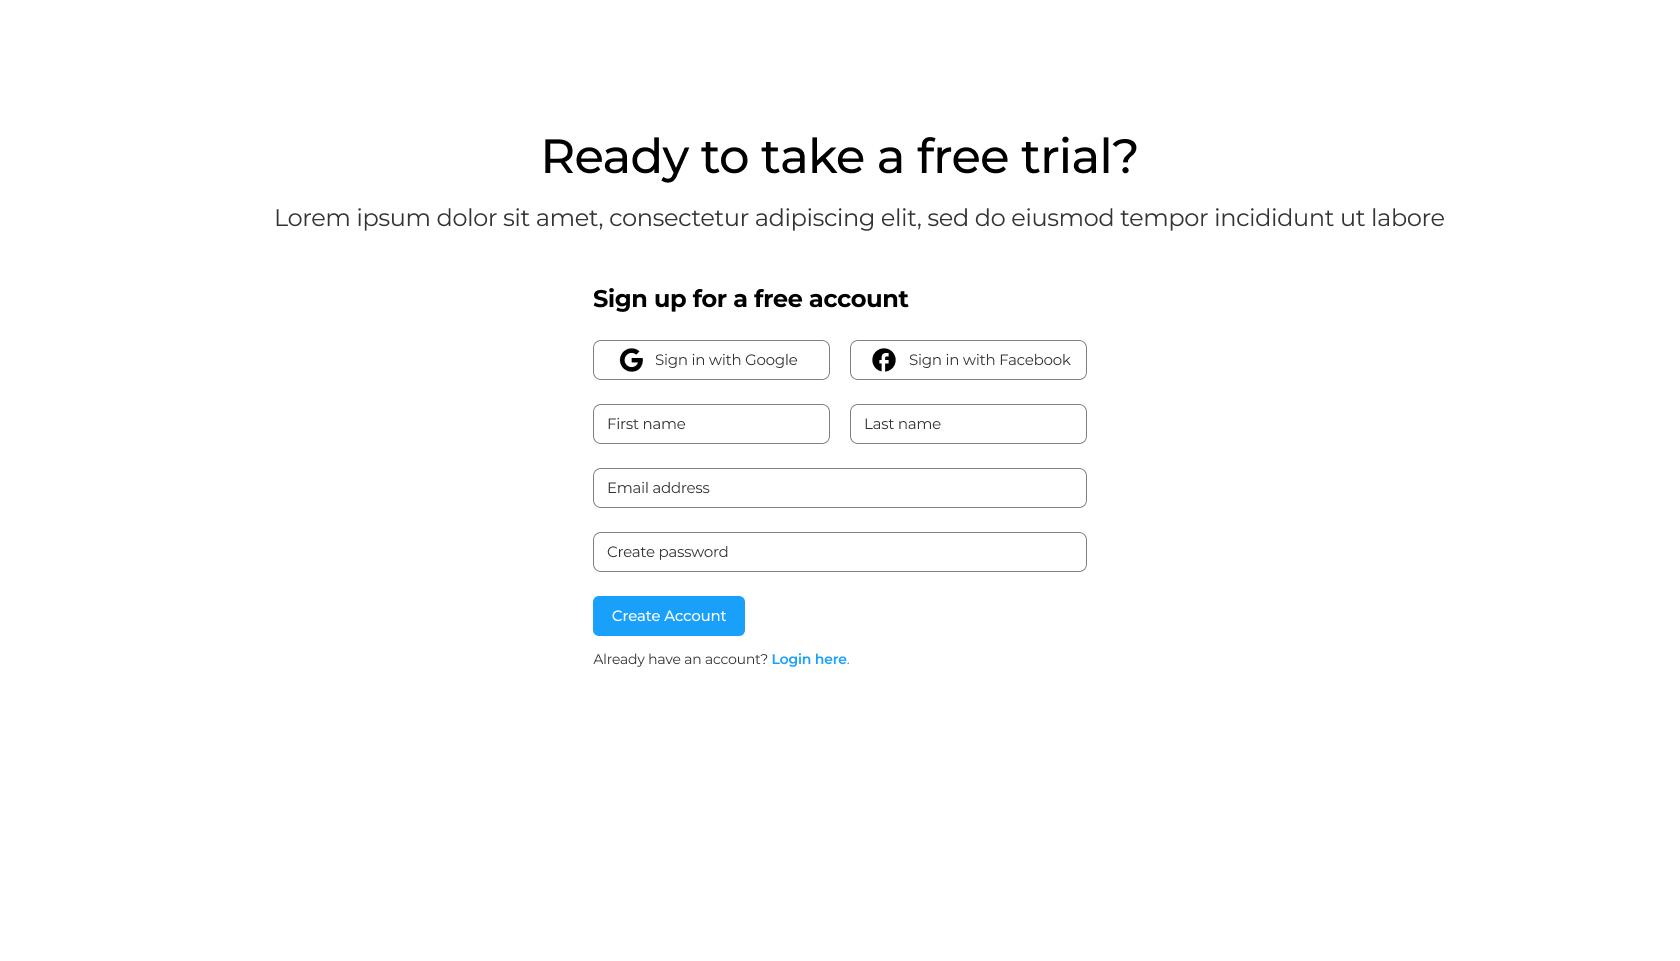 Ready to take a free trial?
Lorem ipsum dolor sit amet, consectetur adipiscing elit, sed do eiusmod tempor incididunt ut labore
Sign up for a free account
Sign in with Google
Sign in with Facebook
First name
Last name
Email address
Create password
Create Account
Already have an account? Login here.